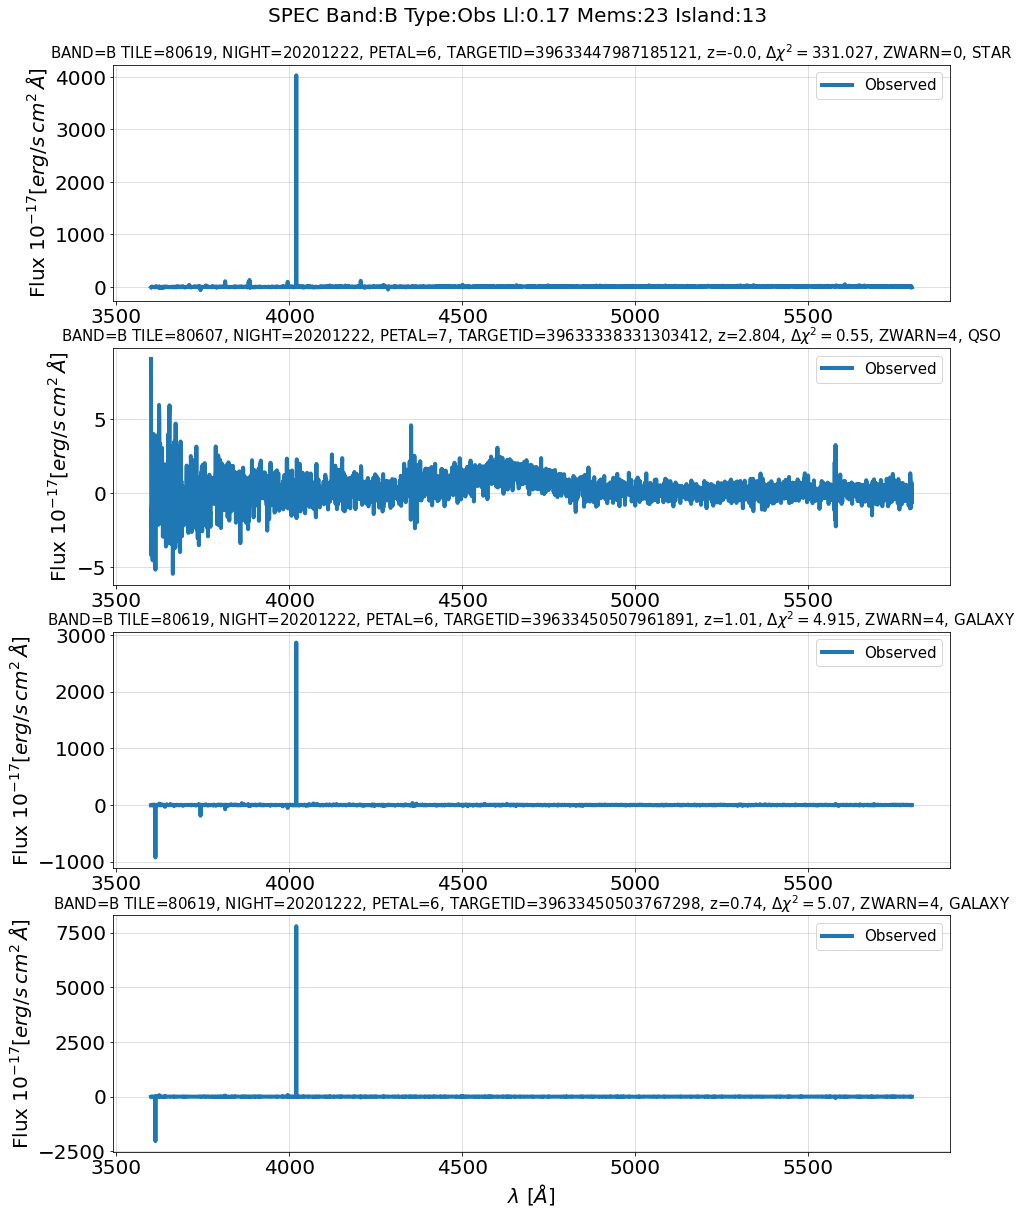 SPEC Band:B Type:Obs Ll:0.17 Mems:23 Island:13
BAND=B TILE=80619, NIGHT=20201222, PETAL=6, TARGETID=39633447987185121, z=-0.0, Δχ² = 331.027, ZWARN=0, STAR
Observed
Flux 10⁻¹⁷[erg/s cm² Å]
4000
3000
2000
1000
0
3500 4000 4500 5000 5500
BAND=B TILE=80607, NIGHT=20201222, PETAL=7, TARGETID=39633338331303412, z=2.804, Δχ² = 0.55, ZWARN=4, QSO
Observed
Flux 10⁻¹⁷[erg/s cm² Å]
5
0
−5
3500 4000 4500 5000 5500
BAND=B TILE=80619, NIGHT=20201222, PETAL=6, TARGETID=39633450507961891, z=1.01, Δχ² = 4.915, ZWARN=4, GALAXY
Observed
Flux 10⁻¹⁷[erg/s cm² Å]
3000
2000
1000
0
−1000
3500 4000 4500 5000 5500
BAND=B TILE=80619, NIGHT=20201222, PETAL=6, TARGETID=39633450503767298, z=0.74, Δχ² = 5.07, ZWARN=4, GALAXY
Observed
Flux 10⁻¹⁷[erg/s cm² Å]
7500
5000
2500
0
−2500
3500 4000 4500 5000 5500
λ [Å]